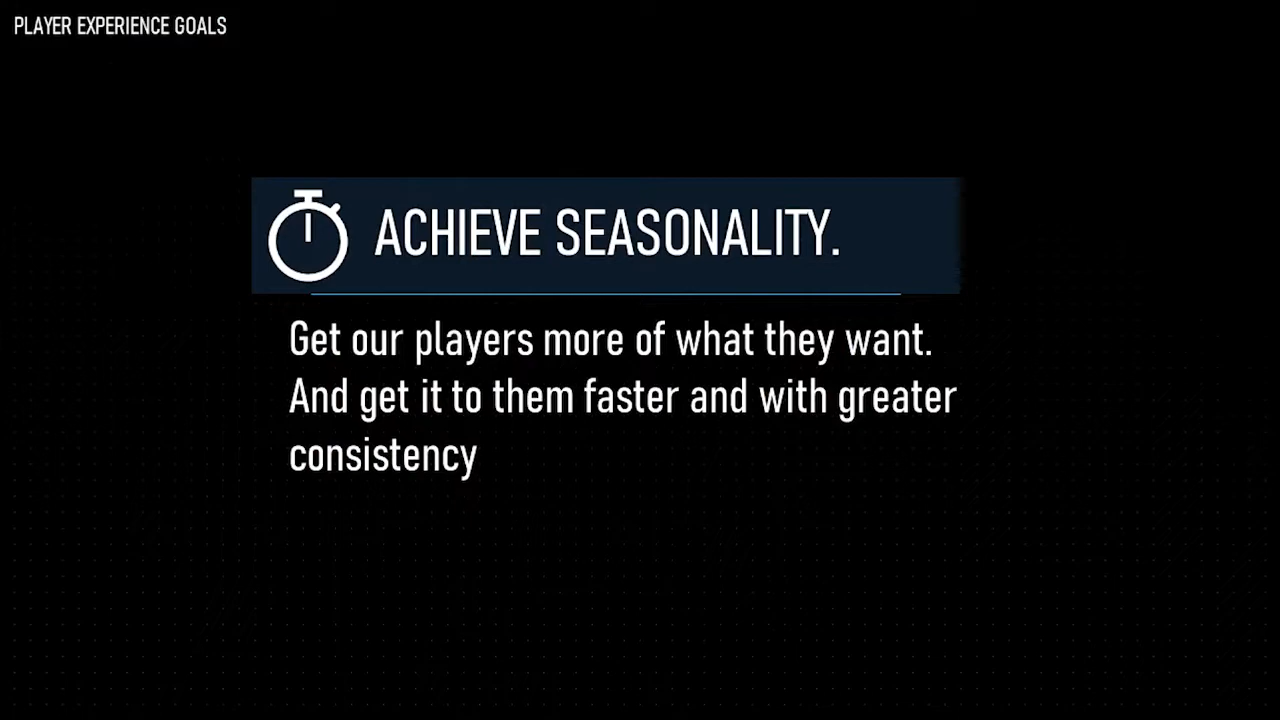 PLAYER EXPERIENCE GOALS
ACHIEVE SEASONALITY.
Get our players more of what they want.
And get it to them faster and with greater
consistency